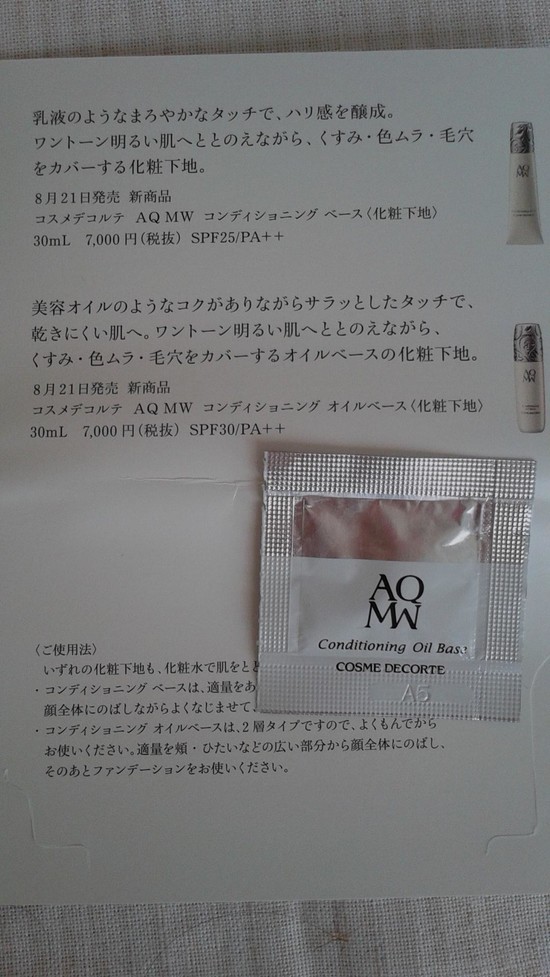 乳液のようなまろやかなタッチで、ハリ感を醸成。
ワントーン明るい肌へととのえながら、くすみ・色ムラ・毛穴
をカバーする化粧下地。
8月21日発売 新商品
コスメデコルテ AQ MW コンディショニング ベース〈化粧下地〉
30mL 7,000円(税抜) SPF25/PA++
AQ
MW
美容オイルのようなコクがありながらサラッとしたタッチで、
乾きにくい肌へ。ワントーン明るい肌へととのえながら、
くすみ・色ムラ・毛穴をカバーするオイルベースの化粧下地。
8月21日発売 新商品
コスメデコルテ AQ MW コンディショニング オイルベース〈化粧下地〉
30mL 7,000円(税抜) SPF30/PA++
AQ
MW
AQ
MW
Conditioning Oil Base
COSME DECORTE
A5
〈ご使用法〉
いずれの化粧下地も、化粧水で肌をとと
・コンディショニング ベースは、適量をあ
顔全体にのばしながらよくなじませて、
・コンディショニング オイルベースは、2層タイプですので、よくもんでから
お使いください。適量を頬・ひたいなどの広い部分から顔全体にのばし、
そのあとファンデーションをお使いください。